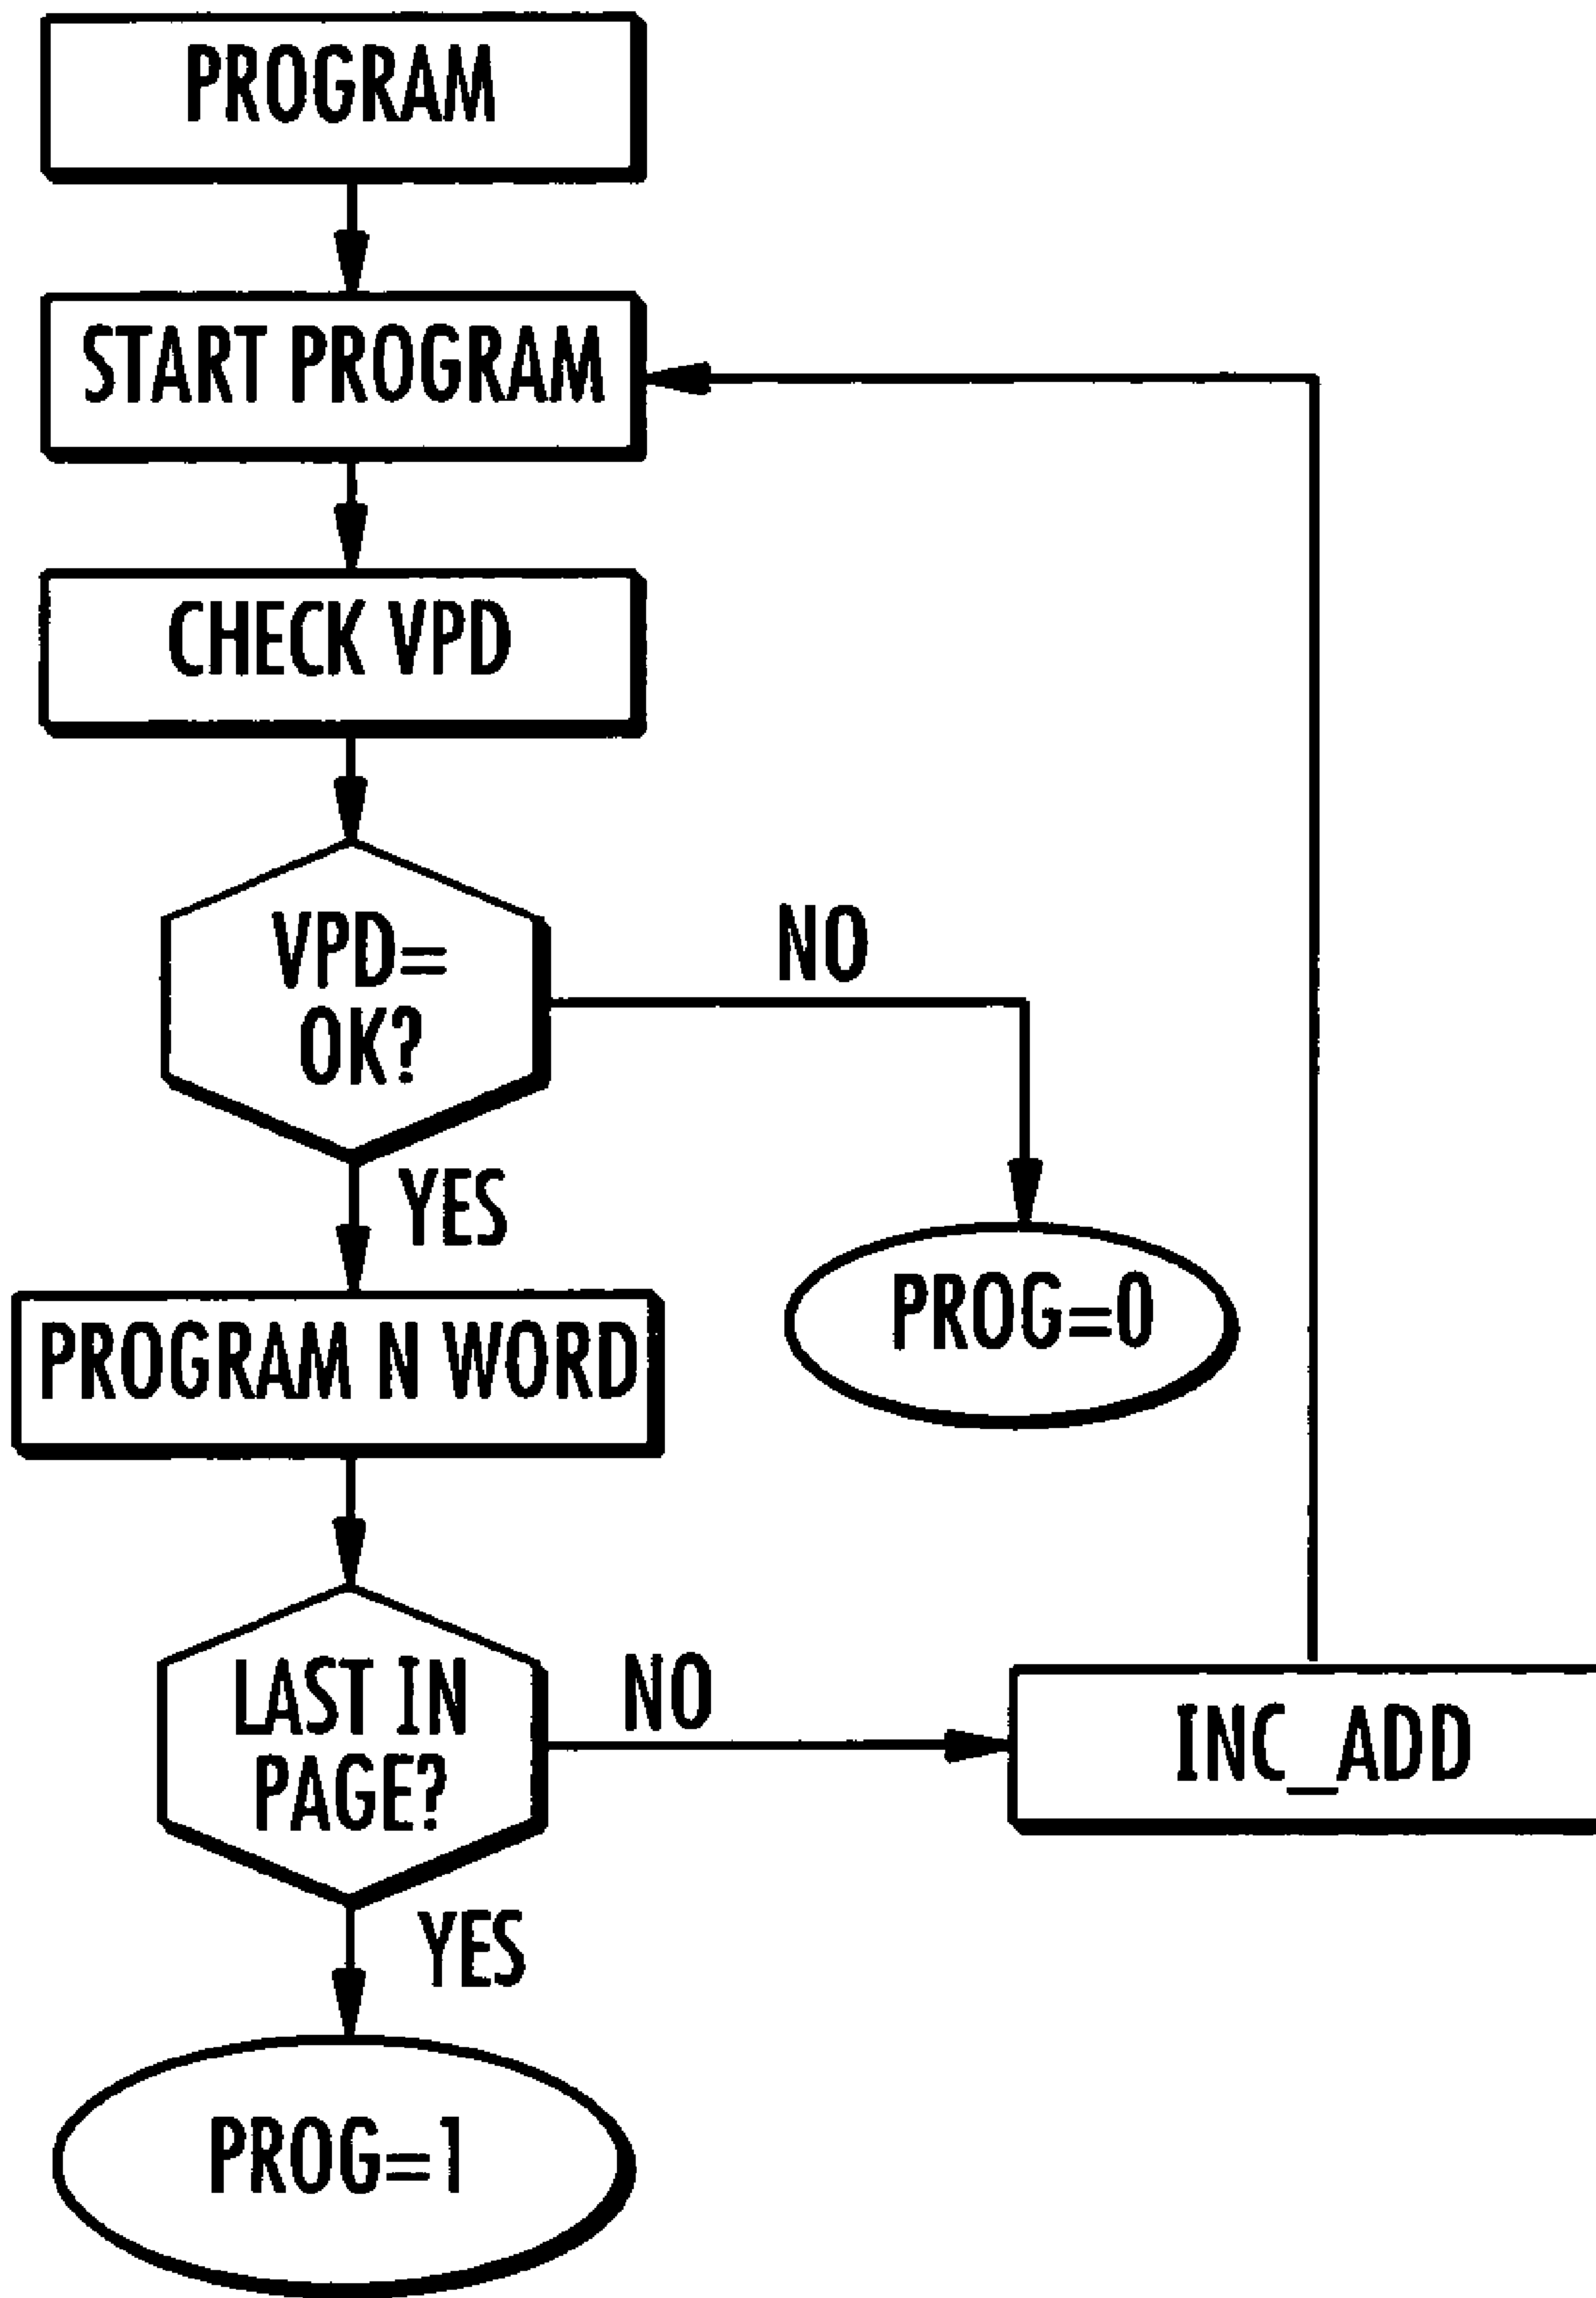 PROGRAM
START PROGRAM
CHECK VPD
VPD=
OK?
NO
YES
PROG=0
PROGRAM N WORD
LAST IN
PAGE?
NO
INC_ADD
YES
PROG=1